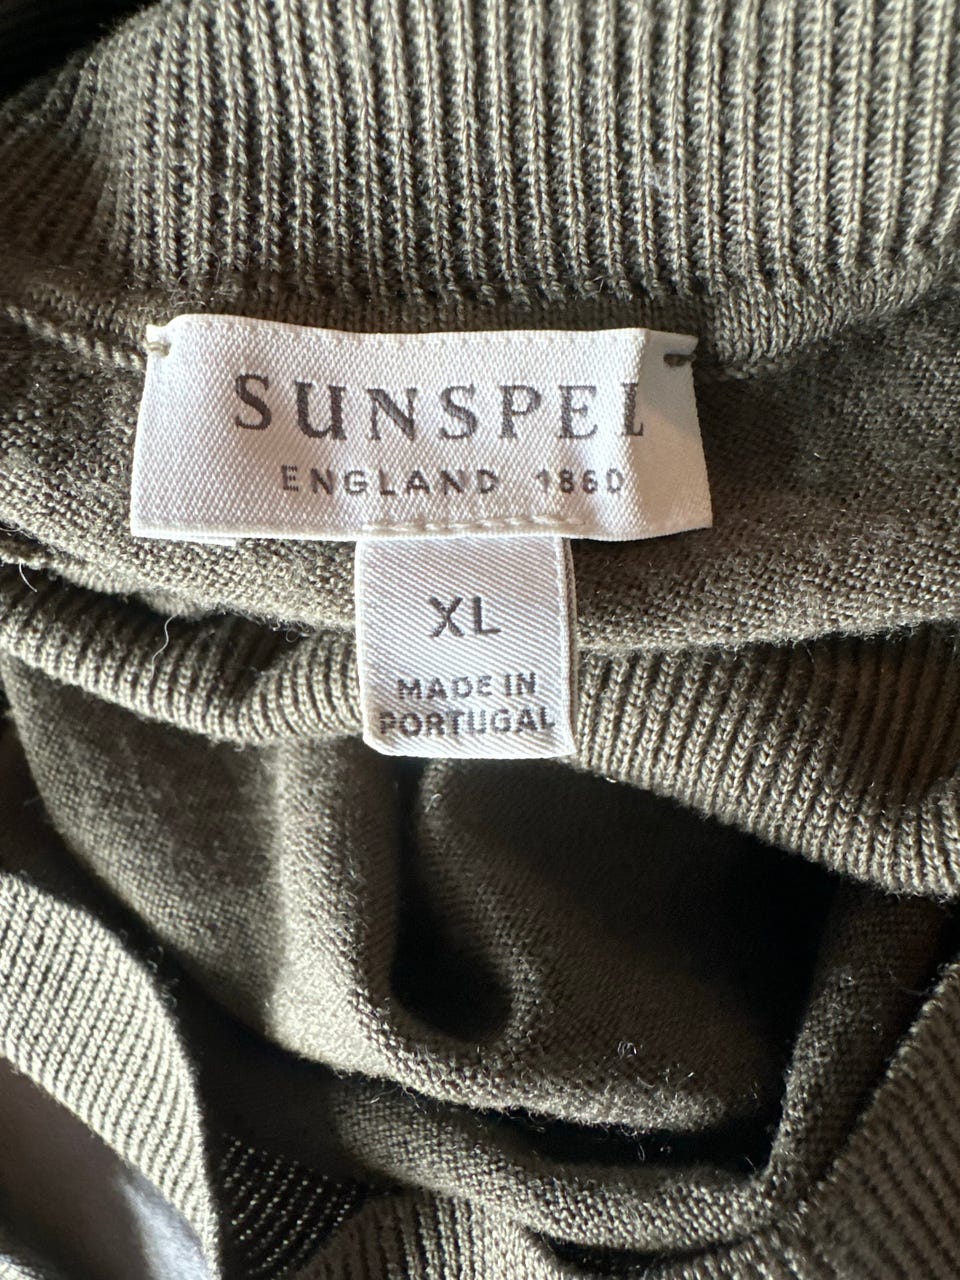 SUNSPEL
ENGLAND 1860
XL
MADE IN
PORTUGAL